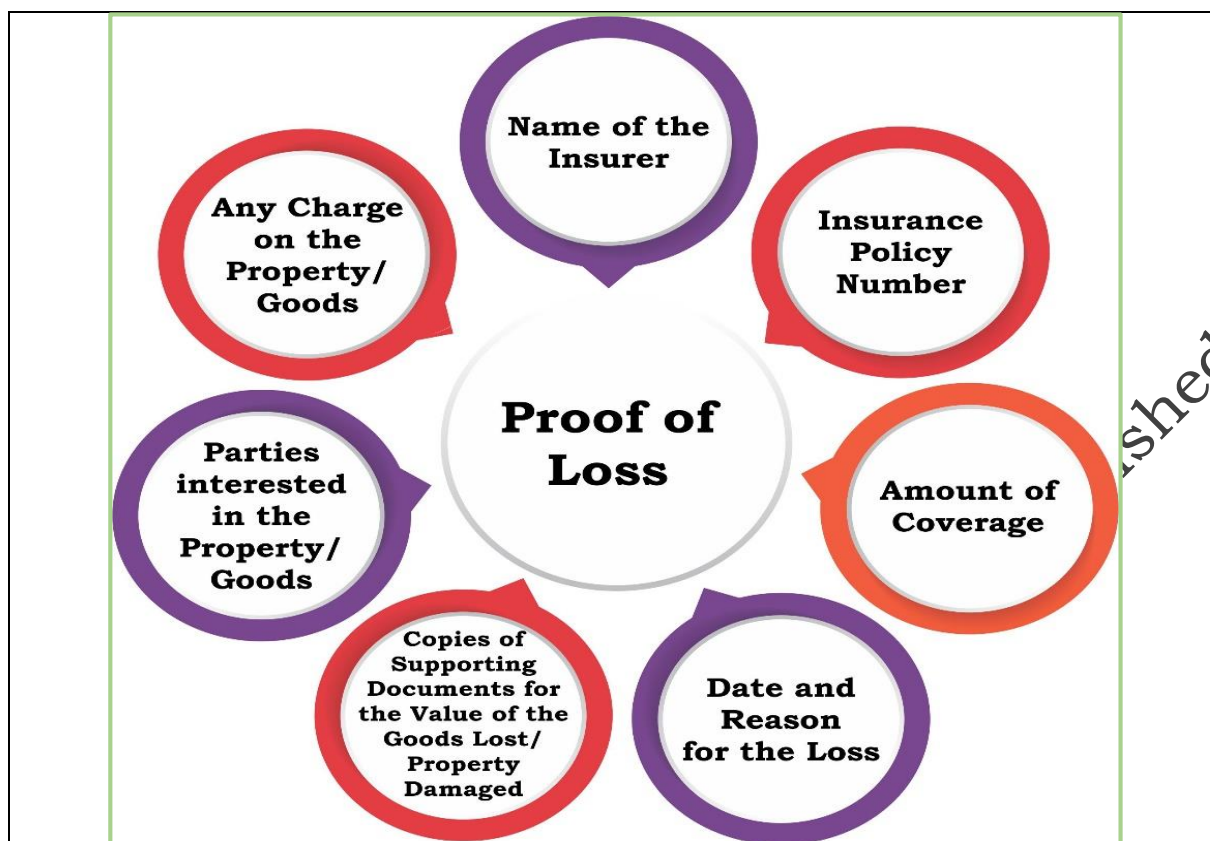 Name of the
Insurer
Insurance
Policy
Number
Amount of
Coverage
Date and
Reason
for the Loss
Copies of
Supporting
Documents for
the Value of the
Goods Lost/
Property
Damaged
Parties
interested
in the
Property/
Goods
Any Charge
on the
Property/
Goods
Proof of
Loss